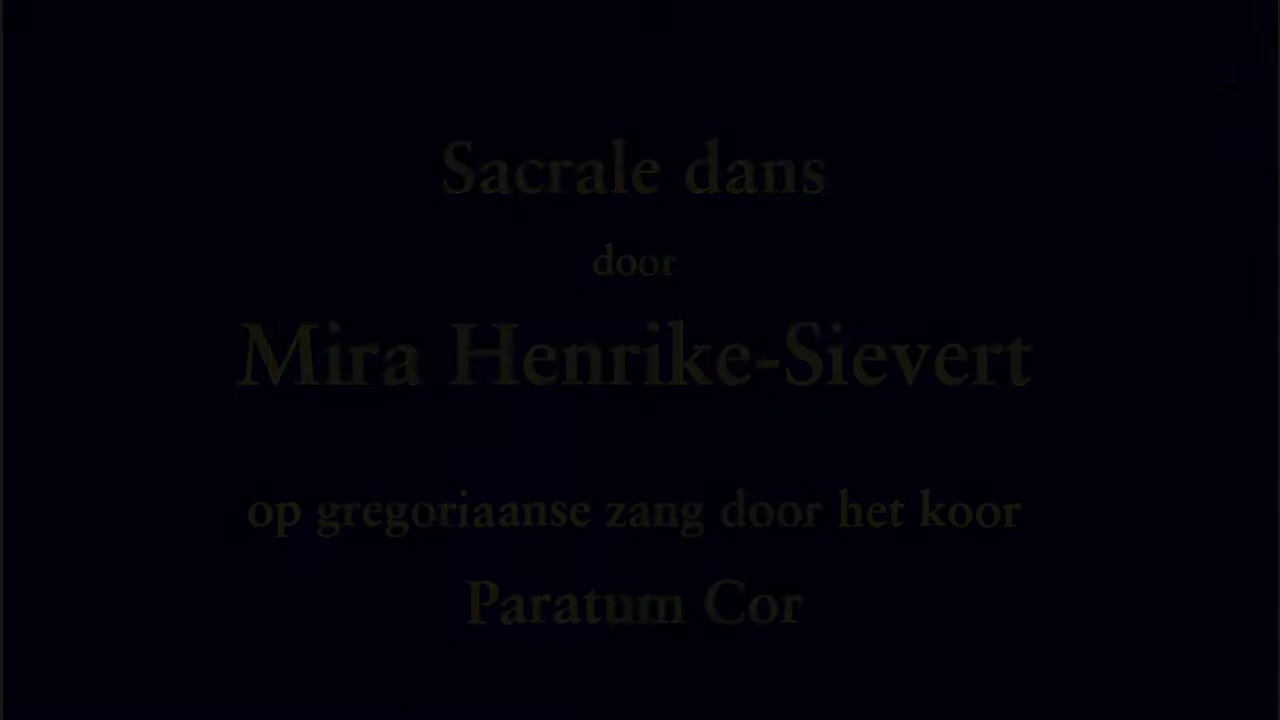 Sacrale dans
door
Mira Henrike-Sievert
op gregoriaanse zang door het koor
Paratum Cor